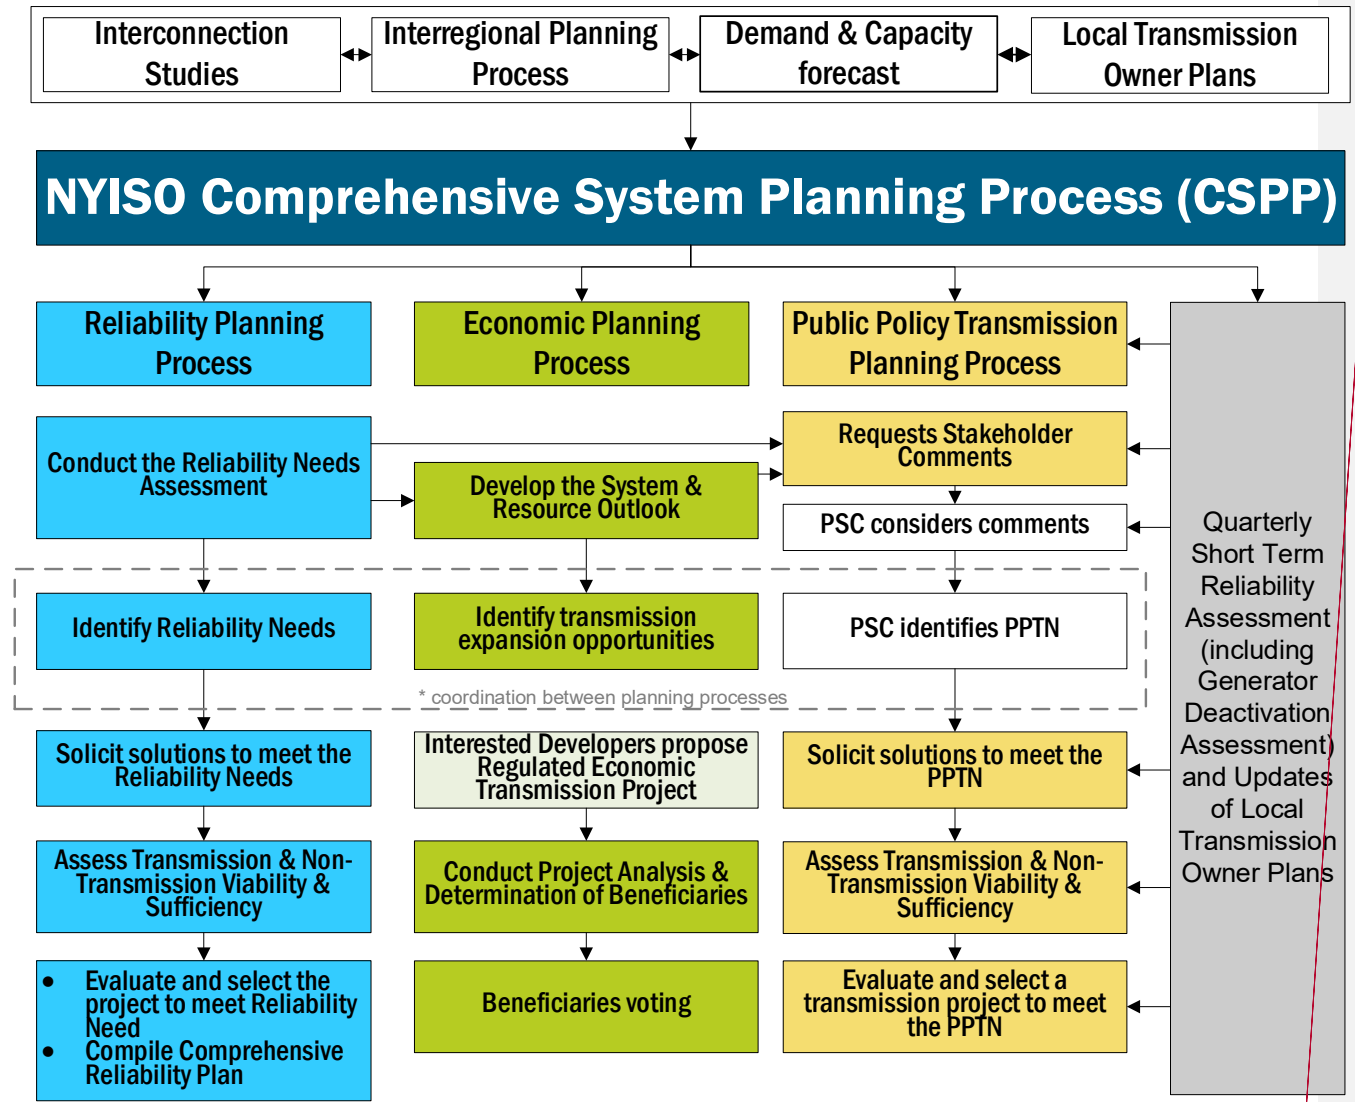 Interconnection
Studies
Interregional Planning
Process
Demand & Capacity
forecast
Local Transmission
Owner Plans
NYISO Comprehensive System Planning Process (CSPP)
Reliability Planning
Process
Economic Planning
Process
Public Policy Transmission
Planning Process
Conduct the Reliability Needs
Assessment
Develop the System &
Resource Outlook
Requests Stakeholder
Comments
PSC considers comments
Identify Reliability Needs
Identify transmission
expansion opportunities
PSC identifies PPTN
* coordination between planning processes
Solicit solutions to meet the
Reliability Needs
Interested Developers propose
Regulated Economic
Transmission Project
Solicit solutions to meet the
PPTN
Assess Transmission & Non-
Transmission Viability &
Sufficiency
Conduct Project Analysis &
Determination of Beneficiaries
Assess Transmission & Non-
Transmission Viability &
Sufficiency
• Evaluate and select the
project to meet Reliability
Need
• Compile Comprehensive
Reliability Plan
Beneficiaries voting
Evaluate and select a
transmission project to meet
the PPTN
Quarterly
Short Term
Reliability
Assessment
(including
Generator
Deactivation
Assessment)
and Updates
of Local
Transmission
Owner Plans